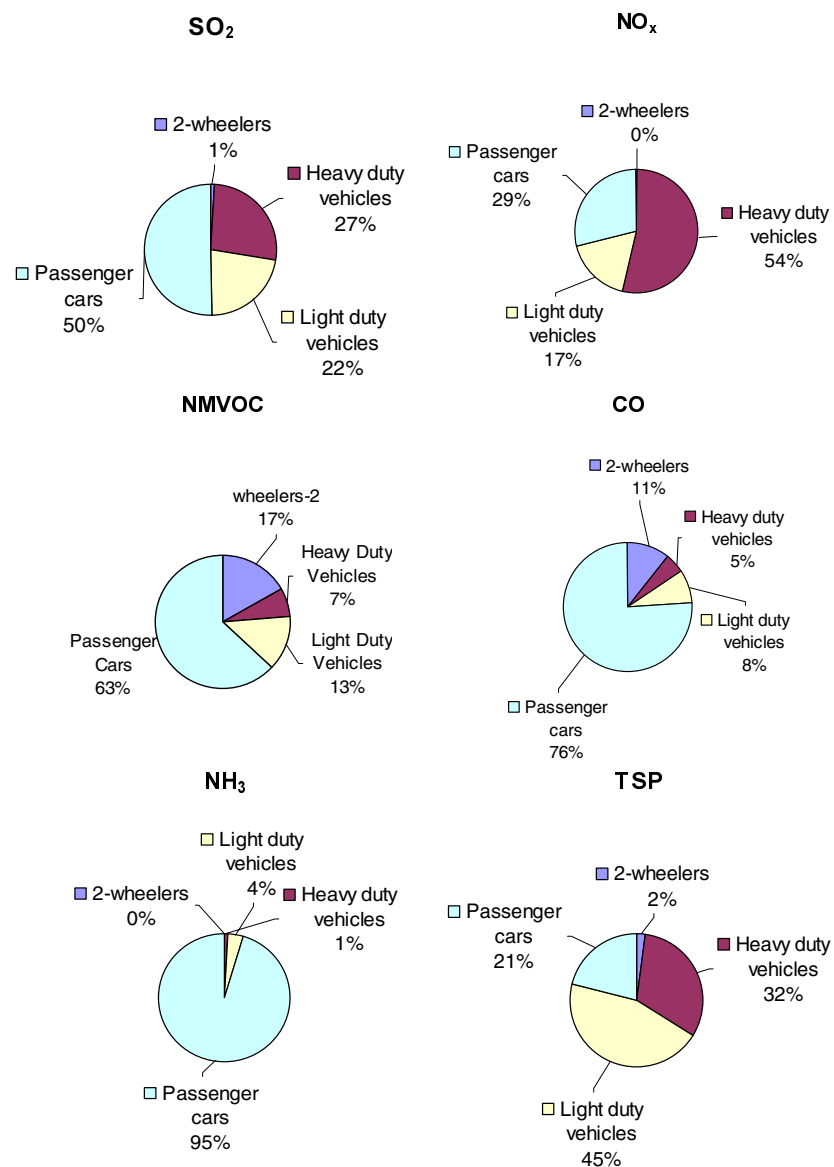 SO₂
2-wheelers
1%
Heavy duty
vehicles
27%
Passenger
cars
50%
Light duty
vehicles
22%
NOₓ
2-wheelers
0%
Passenger
cars
29%
Heavy duty
vehicles
54%
Light duty
vehicles
17%
NMVOC
wheelers-2
17%
Heavy Duty
Vehicles
7%
Passenger
Cars
63%
Light Duty
Vehicles
13%
CO
2-wheelers
11%
Heavy duty
vehicles
5%
Light duty
vehicles
8%
Passenger
cars
76%
NH₃
Light duty
vehicles
4%
2-wheelers
0%
Heavy duty
vehicles
1%
Passenger
cars
95%
TSP
2-wheelers
2%
Passenger
cars
21%
Heavy duty
vehicles
32%
Light duty
vehicles
45%